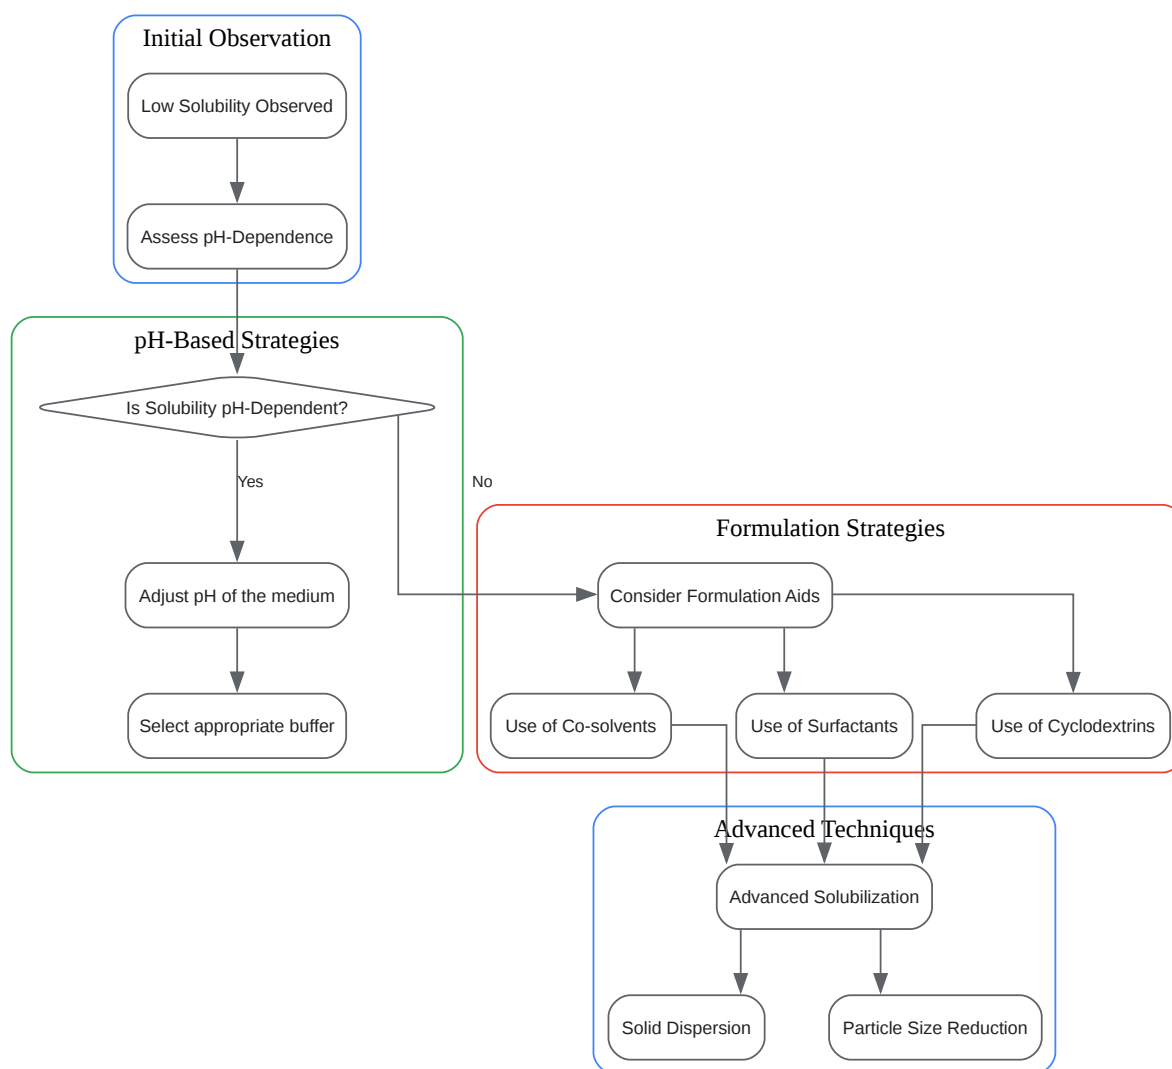 Initial Observation
Low Solubility Observed
Assess pH-Dependence
pH-Based Strategies
Is Solubility pH-Dependent?
Yes
No
Adjust pH of the medium
Select appropriate buffer
Formulation Strategies
Consider Formulation Aids
Use of Co-solvents
Use of Surfactants
Use of Cyclodextrins
Advanced Techniques
Advanced Solubilization
Solid Dispersion
Particle Size Reduction